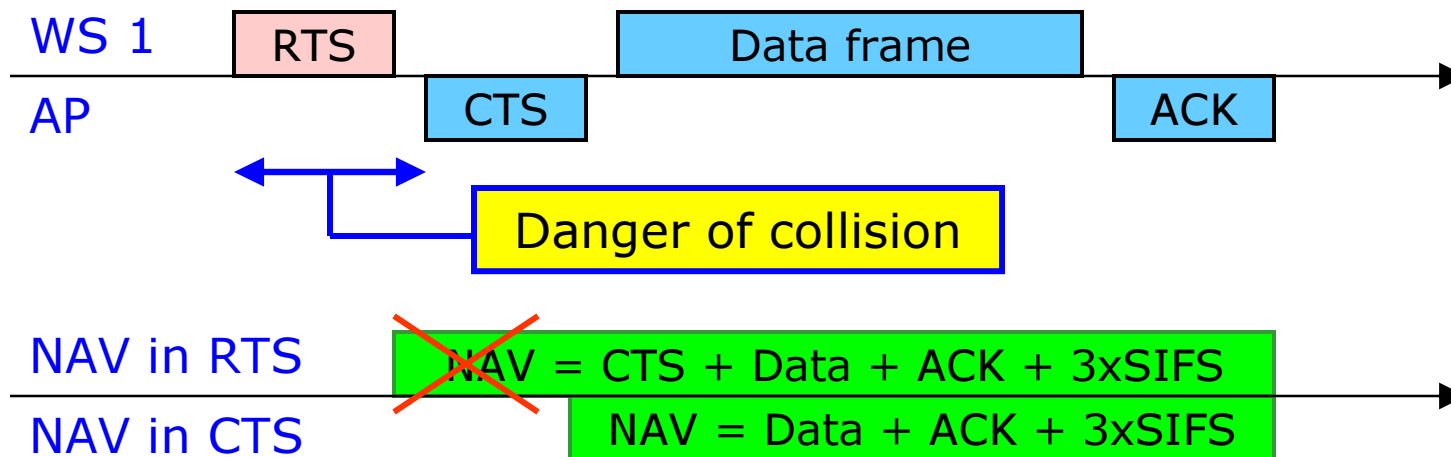 WS 1
RTS
Data frame
AP
CTS
ACK
Danger of collision
NAV in RTS
NAV = CTS + Data + ACK + 3xSIFS
NAV in CTS
NAV = Data + ACK + 3xSIFS